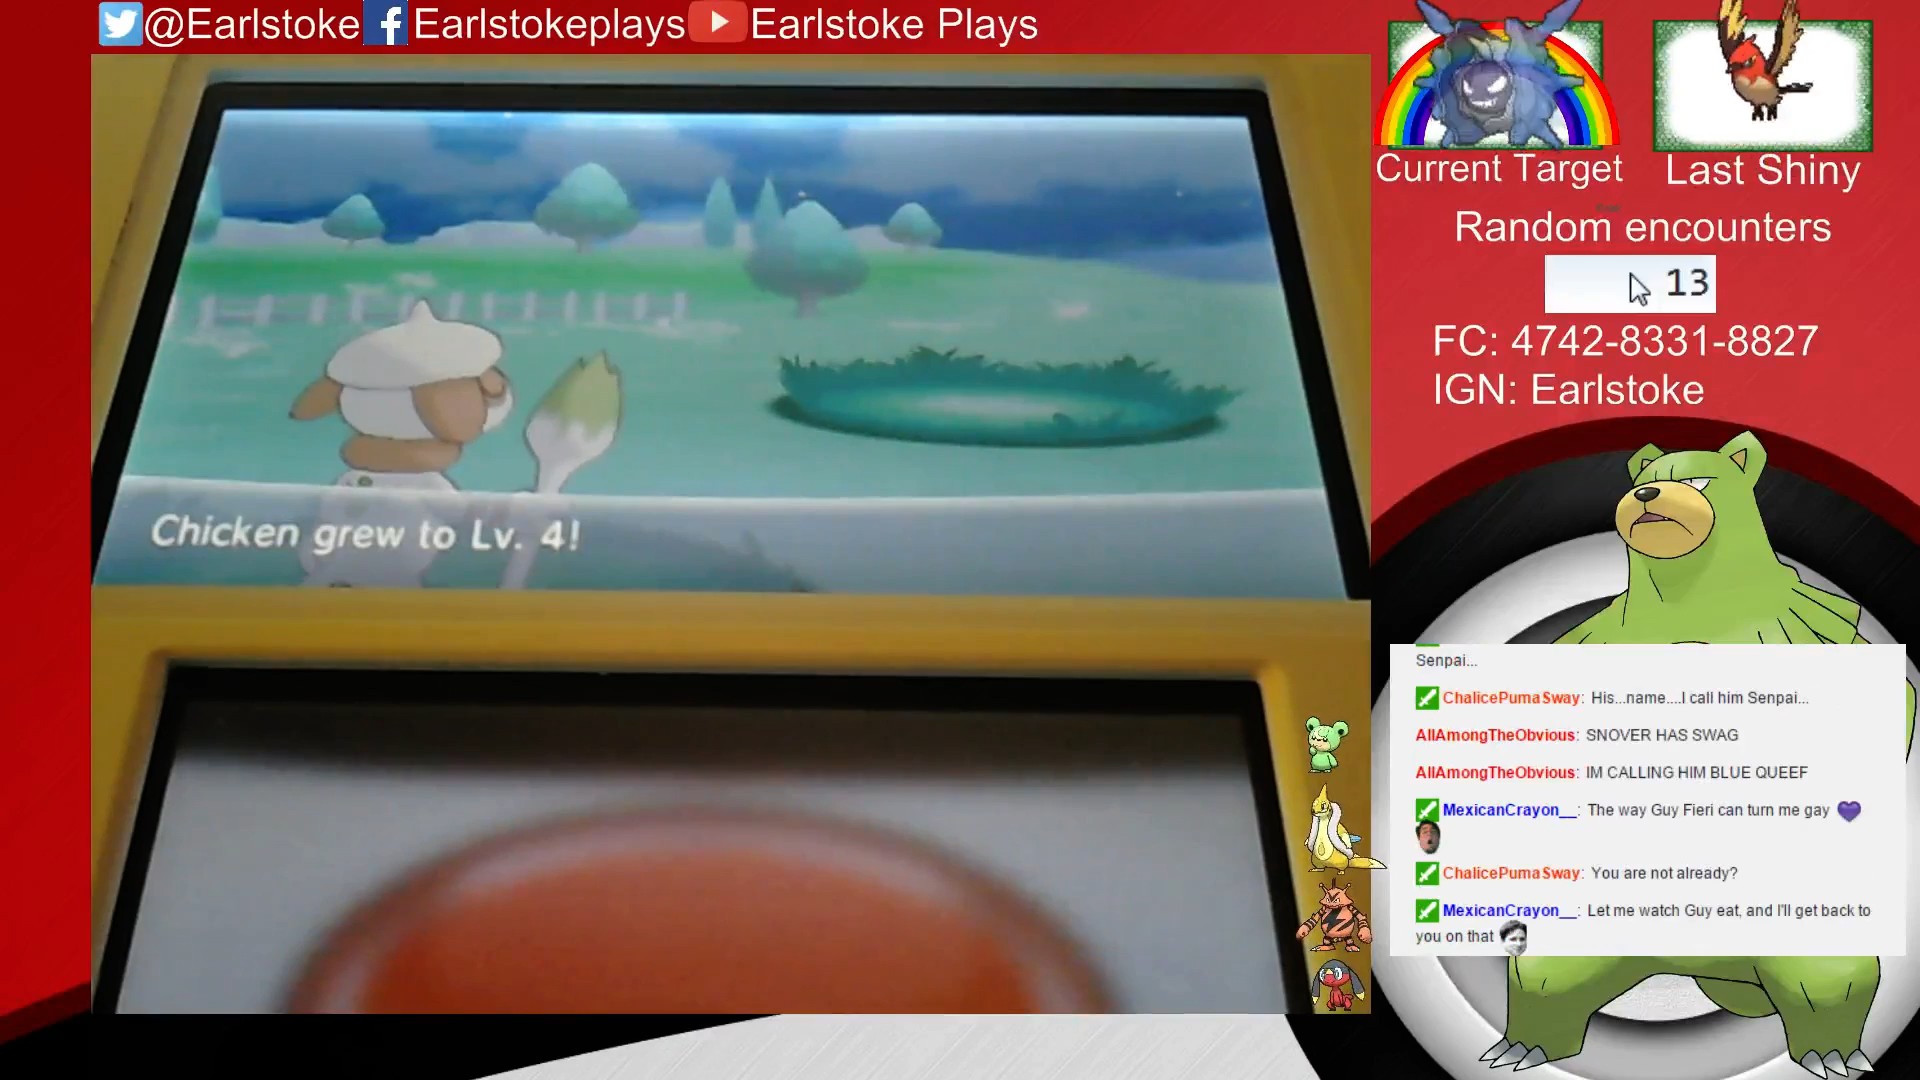 @Earlstoke Earlstokeplays Earlstoke Plays
Current Target
Last Shiny
Random encounters
13
FC: 4742-8331-8827
IGN: Earlstoke
Chicken grew to Lv. 4!
Senpai...
ChalicePumaSway: His...name....I call him Senpai...
AllAmongTheObvious: SNOVER HAS SWAG
AllAmongTheObvious: IM CALLING HIM BLUE QUEEF
MexicanCrayon__: The way Guy Fieri can turn me gay
ChalicePumaSway: You are not already?
MexicanCrayon__: Let me watch Guy eat, and I'll get back to
you on that